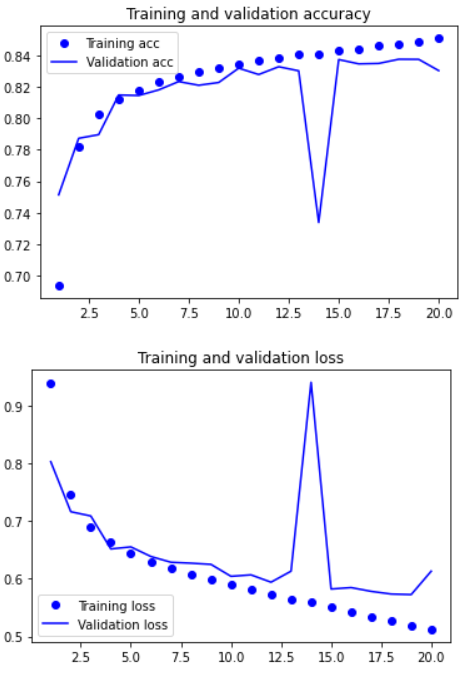 Training and validation accuracy
Training acc
Validation acc
0.84
0.82
0.80
0.78
0.76
0.74
0.72
0.70
2.5 5.0 7.5 10.0 12.5 15.0 17.5 20.0
Training and validation loss
0.9
0.8
0.7
0.6
0.5
Training loss
Validation loss
2.5 5.0 7.5 10.0 12.5 15.0 17.5 20.0